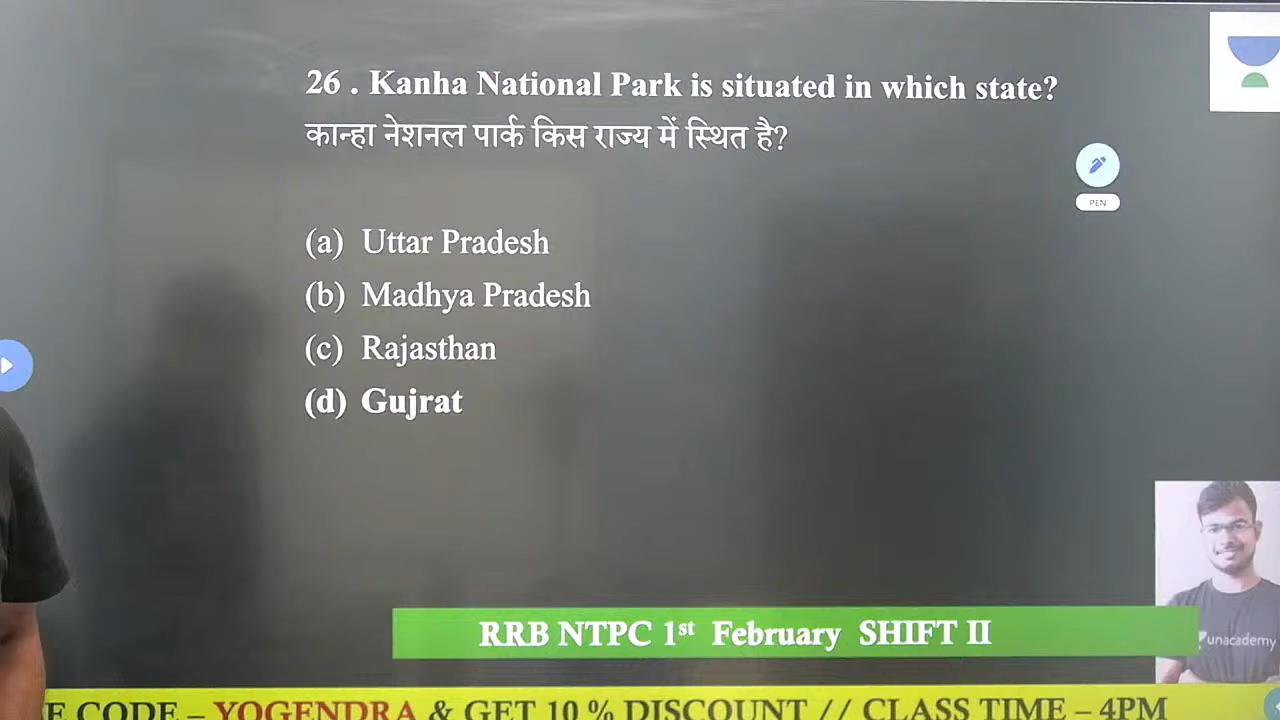 26 . Kanha National Park is situated in which state?
कान्हा नेशनल पार्क किस राज्य में स्थित है?
PEN
(a) Uttar Pradesh
(b) Madhya Pradesh
(c) Rajasthan
(d) Gujrat
unacademy
RRB NTPC 1st February SHIFT II
E CODE – YOGENDRA & GET 10 % DISCOUNT // CLASS TIME – 4PM